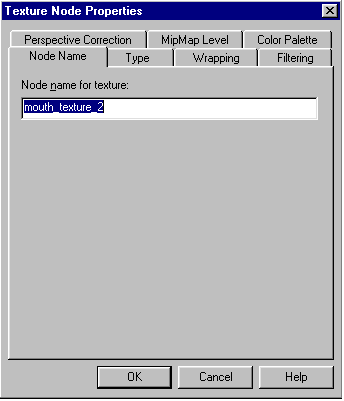 Texture Node Properties
Perspective Correction MipMap Level Color Palette
Node Name Type Wrapping Filtering
Node name for texture:
mouth_texture_2
OK Cancel Help